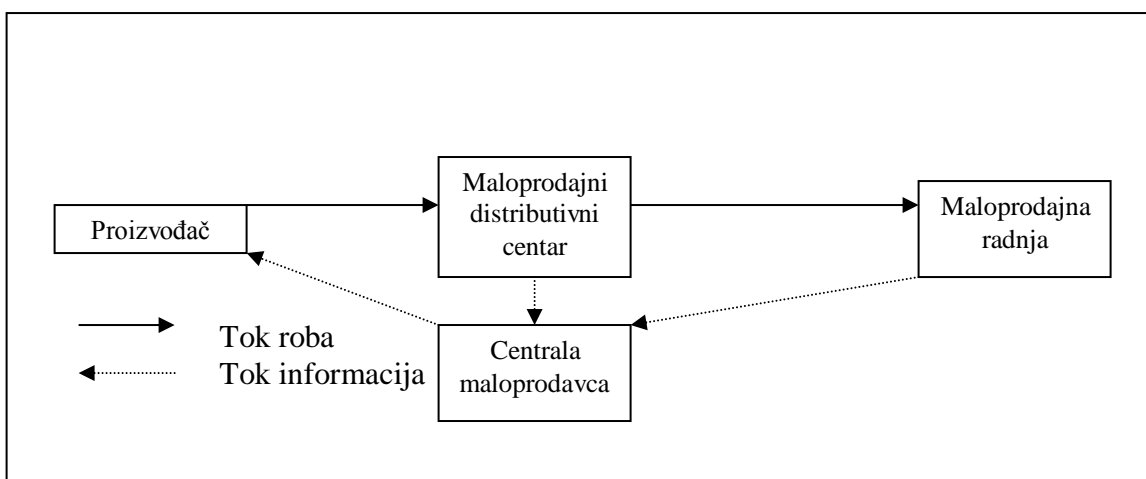 Proizvođač
Maloprodajni
distributivni
centar
Maloprodajna
radnja
Tok roba
Tok informacija
Centrala
maloprodavca